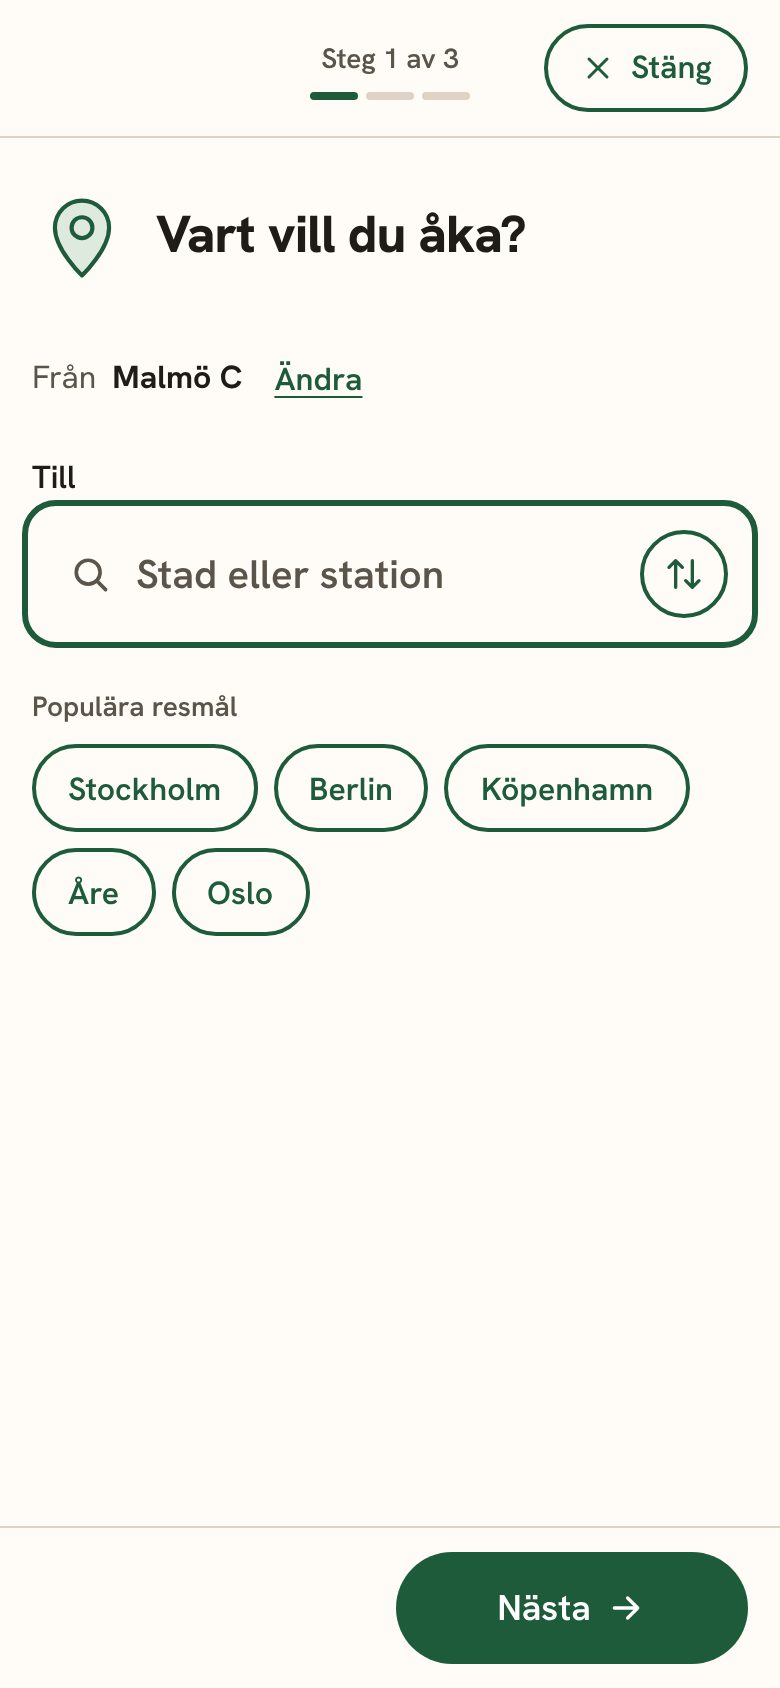 Steg 1 av 3
Stäng
Vart vill du åka?
Från Malmö C Ändra
Till
Stad eller station
Populära resmål
Stockholm Berlin Köpenhamn
Åre Oslo
Nästa